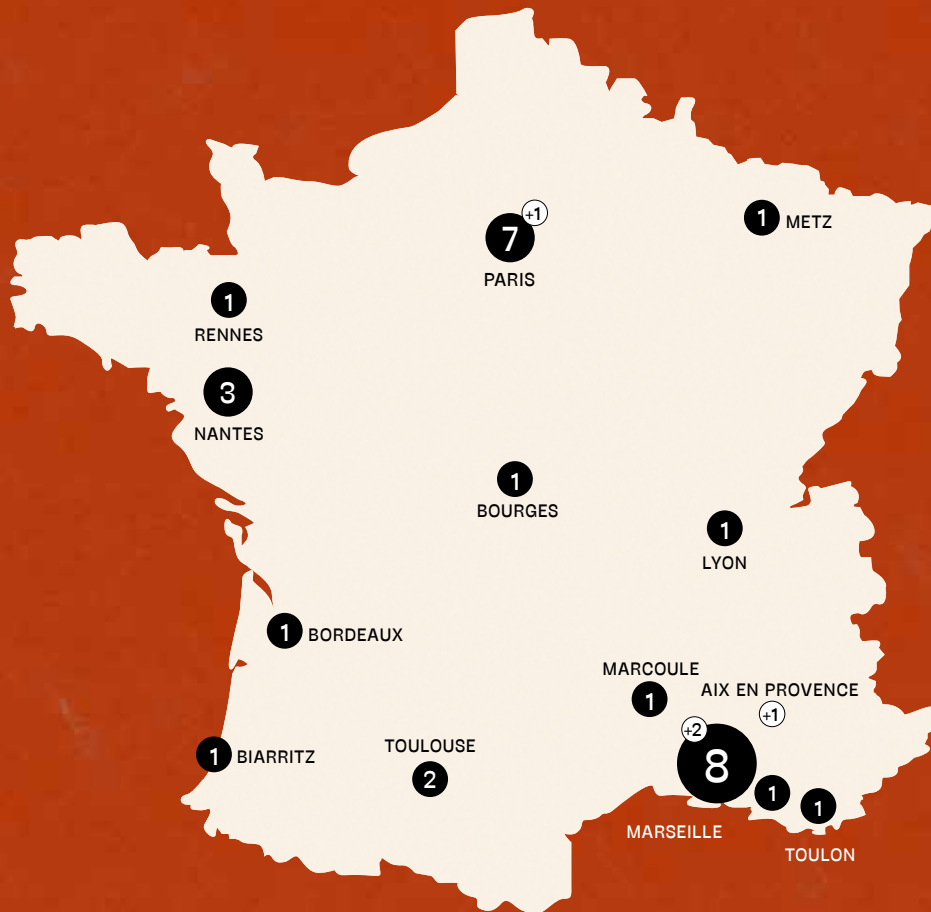 +1
7
PARIS
1 METZ
1
RENNES
3
NANTES
1
BOURGES
1
LYON
1 BORDEAUX
MARCOULE
1
AIX EN PROVENCE
+1
+2
8
MARSEILLE
1 BIARRITZ
TOULOUSE
2
1
1
TOULON